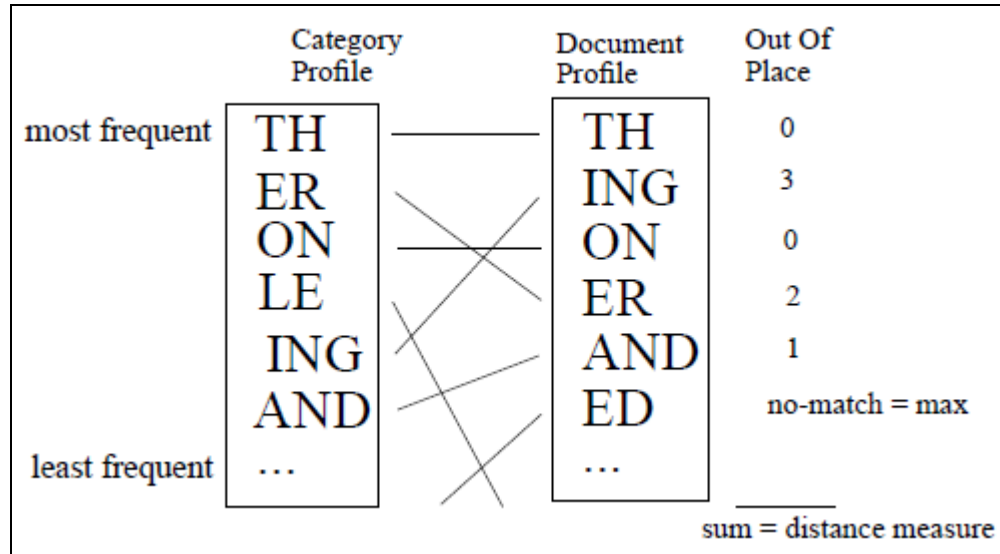 Category Profile
Document Profile
Out Of Place
most frequent TH TH 0
ER ING 3
ON ON 0
LE ER 2
ING AND 1
AND ED no-match = max
least frequent ... ...
sum = distance measure